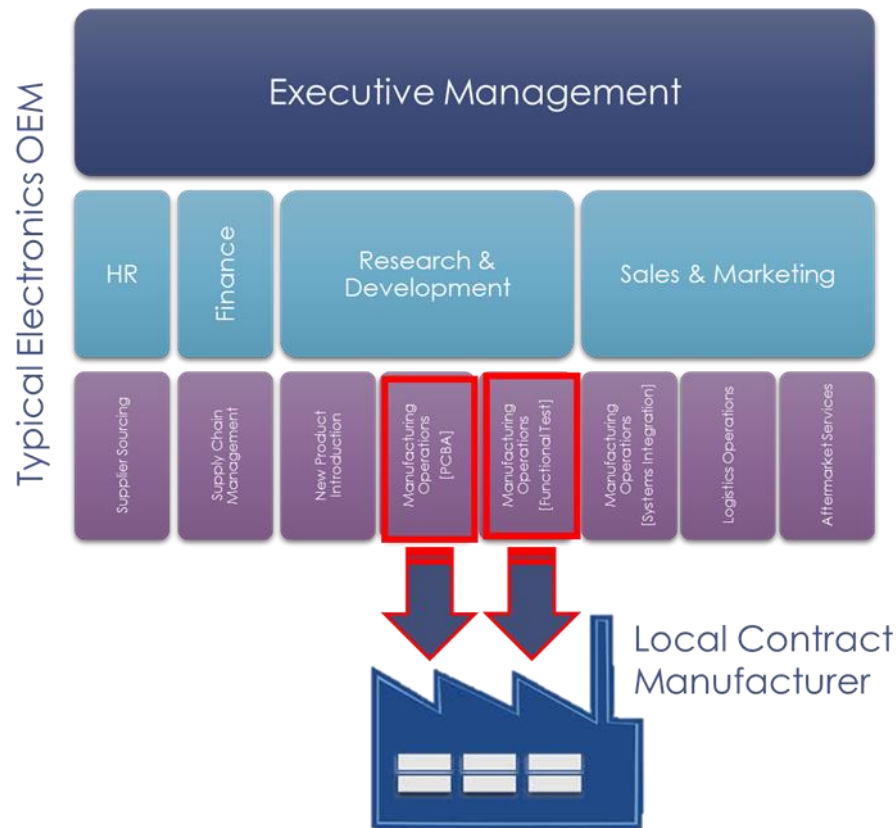 Typical Electronics OEM
Executive Management
HR
Finance
Research &
Development
Sales & Marketing
Supplier Sourcing
Supply Chain
Management
New Product
Introduction
Manufacturing
Operations
[PCBA]
Manufacturing
Operations
[Functional Test]
Manufacturing
Operations
[Systems Integration]
Logistics Operations
Aftermarket Services
Local Contract
Manufacturer